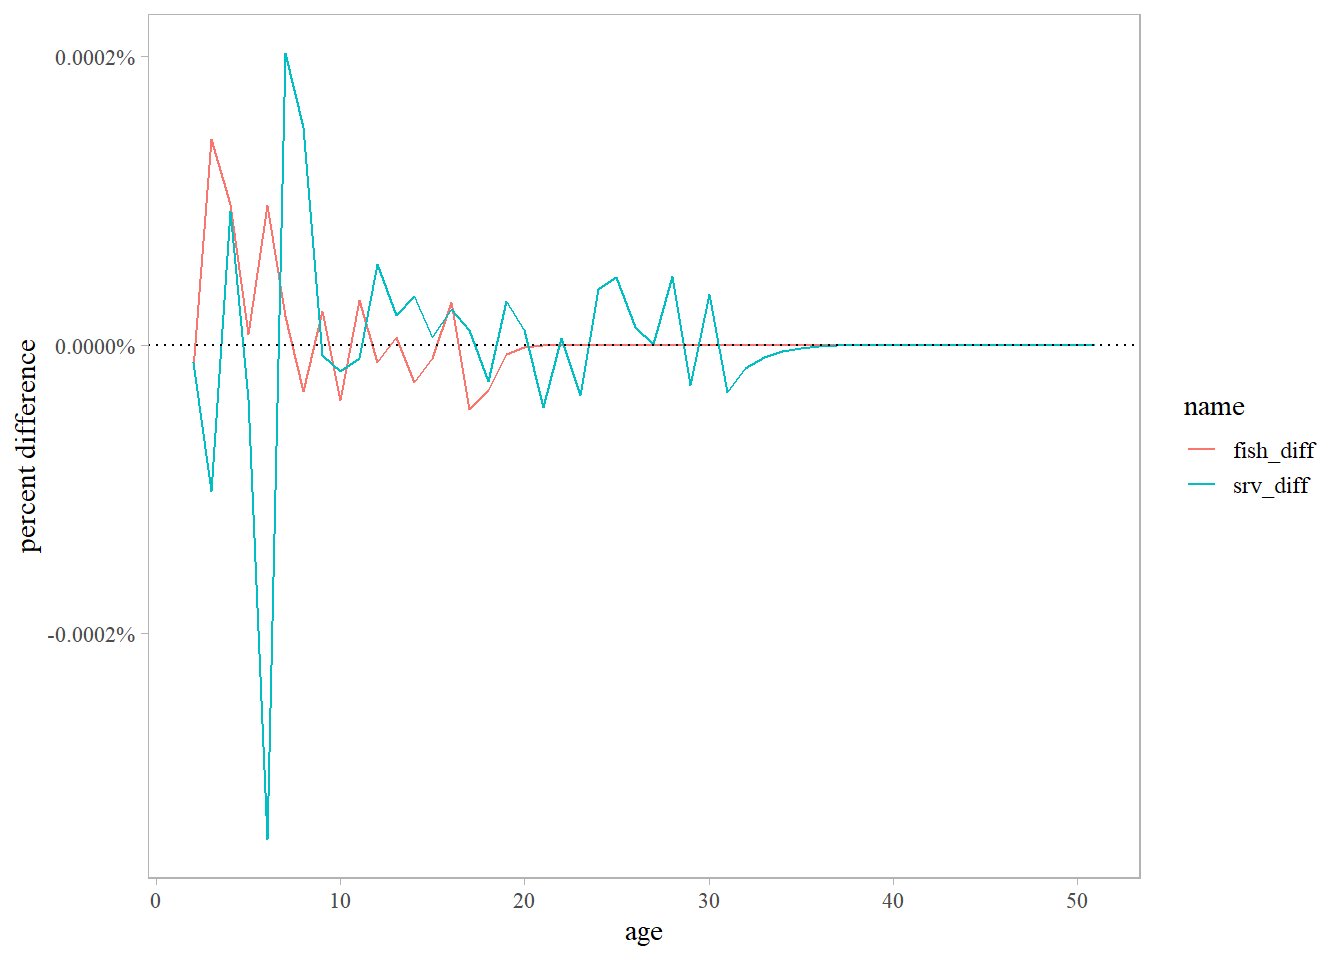 0.0002%
0.0000%
-0.0002%
percent difference
0 10 20 30 40 50
age
name
fish_diff
srv_diff